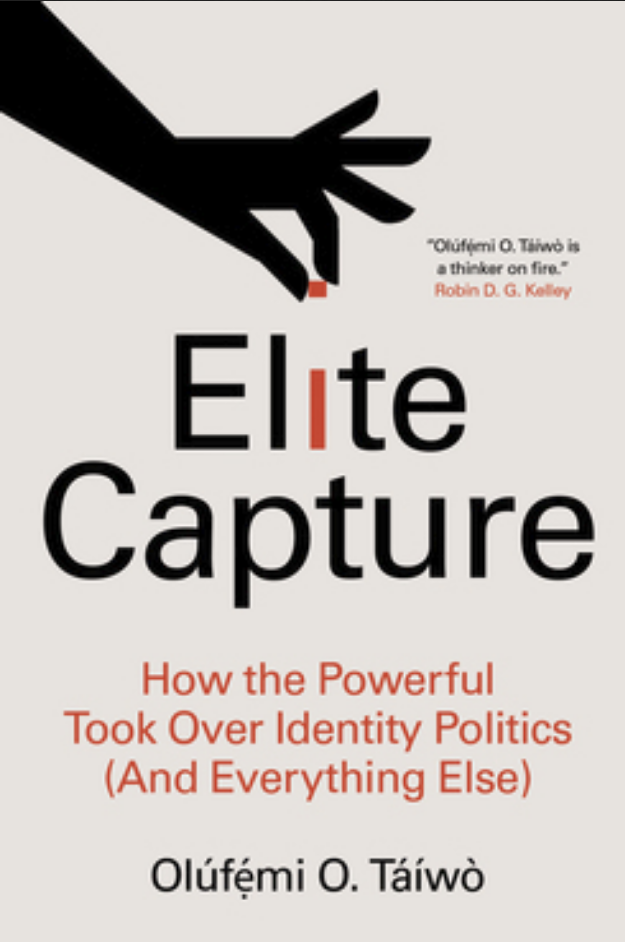 "Olúfẹ́mi O. Táíwò is
a thinker on fire."
Robin D. G. Kelley
Elite
Capture
How the Powerful
Took Over Identity Politics
(And Everything Else)
Olúfẹ́mi O. Táíwò